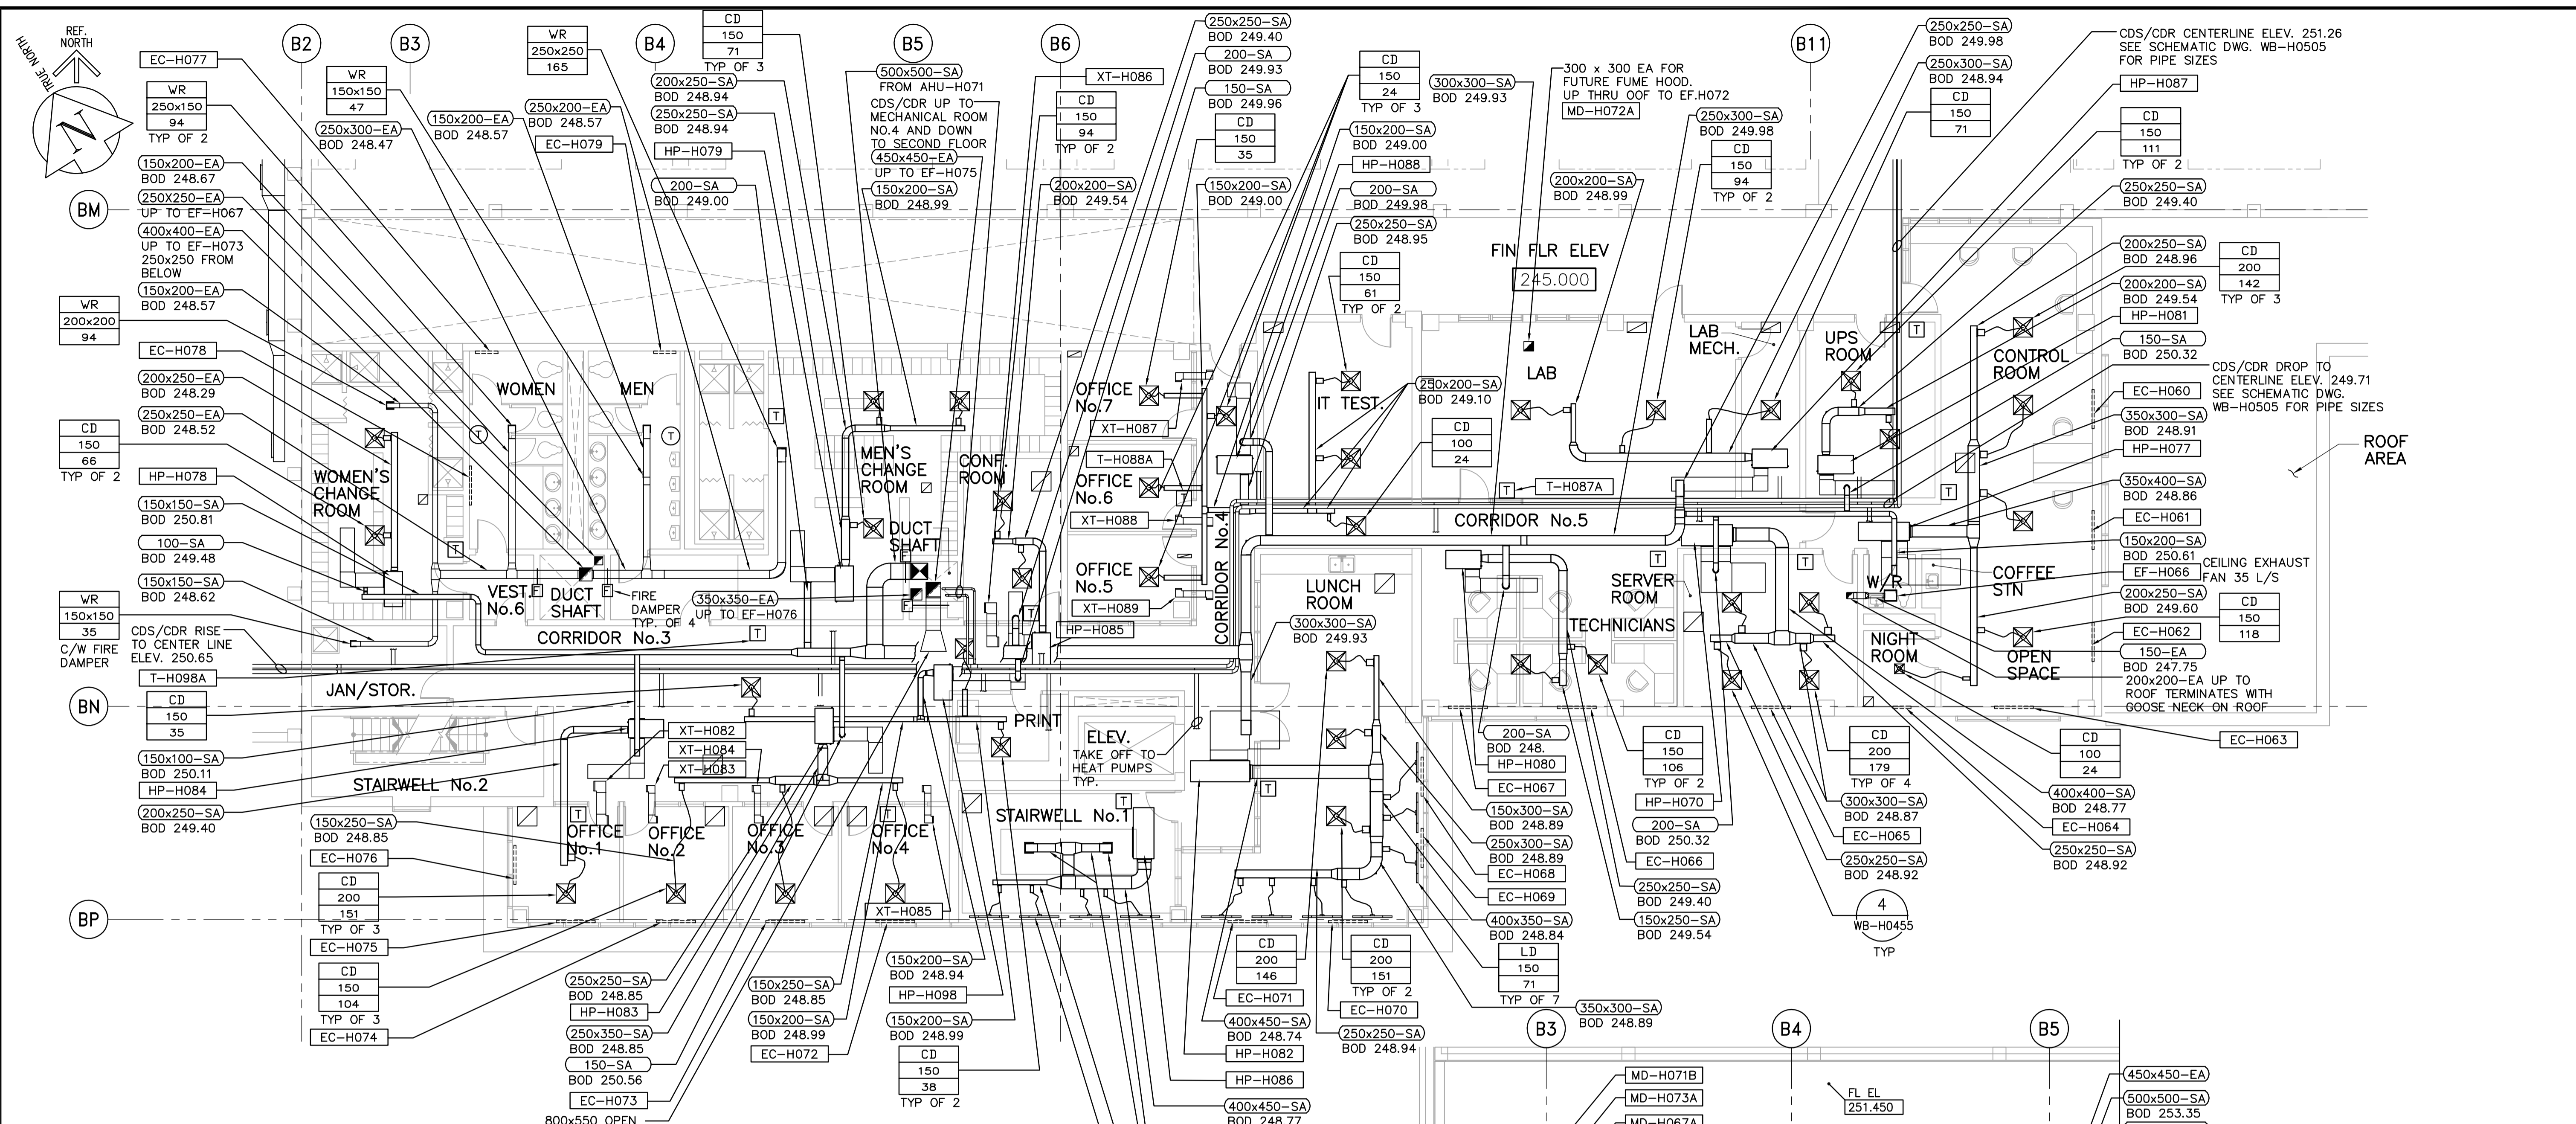 REF.
NORTH
TRUE NORTH
N
B2
B3
B4
B5
B6
B11
BM
BN
BP
EC-H077
WR
250x150
94
TYP OF 2
150x200-EA
BOD 248.67
250X250-EA
UP TO EF-H067
400x400-EA
UP TO EF-H073
250x250 FROM
BELOW
150x200-EA
BOD 248.57
WR
200x200
94
EC-H078
200x250-EA
BOD 248.29
250x250-EA
BOD 248.52
CD
150
66
TYP OF 2
HP-H078
150x150-SA
BOD 250.81
100-SA
BOD 249.48
150x150-SA
BOD 248.62
WR
150x150
35
C/W FIRE
DAMPER
CDS/CDR RISE
TO CENTER LINE
ELEV. 250.65
T-H098A
CD
150
35
150x100-SA
BOD 250.11
HP-H084
200x250-SA
BOD 249.40
WR
150x150
47
250x300-EA
BOD 248.47
150x200-EA
BOD 248.57
WR
250x250
165
250x200-EA
BOD 248.57
EC-H079
CD
150
71
TYP OF 3
200x250-SA
BOD 248.94
250x250-SA
BOD 248.94
HP-H079
200-SA
BOD 249.00
500x500-SA
FROM AHU-H071
CDS/CDR UP TO
MECHANICAL ROOM
NO.4 AND DOWN
TO SECOND FLOOR
450x450-EA
UP TO EF-H075
150x200-SA
BOD 248.99
XT-H086
CD
150
94
TYP OF 2
200x200-SA
BOD 249.54
250x250-SA
BOD 249.40
200-SA
BOD 249.93
150-SA
BOD 249.96
CD
150
35
150x200-SA
BOD 249.00
CD
150
24
TYP OF 3
150x200-SA
BOD 249.00
HP-H088
200-SA
BOD 249.98
250x250-SA
BOD 248.95
CD
150
61
TYP OF 2
300x300-SA
BOD 249.93
300 x 300 EA FOR
FUTURE FUME HOOD.
UP THRU OOF TO EF.H072
MD-H072A
200x200-SA
BOD 248.99
250x300-SA
BOD 249.98
CD
150
94
TYP OF 2
FIN FLR ELEV
245.000
250x250-SA
BOD 249.98
250x300-SA
BOD 248.94
CD
150
71
CDS/CDR CENTERLINE ELEV. 251.26
SEE SCHEMATIC DWG. WB-H0505
FOR PIPE SIZES
HP-H087
CD
150
111
TYP OF 2
250x250-SA
BOD 249.40
200x250-SA
BOD 248.96
CD
200
142
TYP OF 3
200x200-SA
BOD 249.54
HP-H081
150-SA
BOD 250.32
CDS/CDR DROP TO
CENTERLINE ELEV. 249.71
SEE SCHEMATIC DWG.
WB-H0505 FOR PIPE SIZES
EC-H060
350x300-SA
BOD 248.91
HP-H077
350x400-SA
BOD 248.86
EC-H061
150x200-SA
BOD 250.61
EF-H066
CEILING EXHAUST
FAN 35 L/S
200x250-SA
BOD 249.60
CD
150
118
EC-H062
150-EA
BOD 247.75
200x200-EA UP TO
ROOF TERMINATES WITH
GOOSE NECK ON ROOF
EC-H063
ROOF
AREA
WOMEN
MEN
WOMEN'S
CHANGE
ROOM
VEST.
No.6
DUCT
SHAFT
FIRE
DAMPER
TYP. OF 4
CORRIDOR No.3
MEN'S
CHANGE
ROOM
DUCT
SHAFT
350x350-EA
UP TO EF-H076
CONF.
ROOM
OFFICE
No.7
XT-H087
T-H088A
OFFICE
No.6
XT-H088
OFFICE
No.5
XT-H089
HP-H085
CORRIDOR No.4
IT TEST.
250x200-SA
BOD 249.10
CD
100
24
LAB
LAB
MECH.
UPS
ROOM
CONTROL
ROOM
T-H087A
CORRIDOR No.5
LUNCH
ROOM
300x300-SA
BOD 249.93
SERVER
ROOM
TECHNICIANS
W/R
COFFEE
STN
NIGHT
ROOM
OPEN
SPACE
JAN/STOR.
STAIRWELL No.2
XT-H082
XT-H084
XT-H083
OFFICE
No.1
OFFICE
No.2
OFFICE
No.3
OFFICE
No.4
XT-H085
PRINT
ELEV.
TAKE OFF TO
HEAT PUMPS
TYP.
STAIRWELL No.1
150x250-SA
BOD 248.85
EC-H076
CD
200
151
TYP OF 3
EC-H075
CD
150
104
TYP OF 3
EC-H074
250x250-SA
BOD 248.85
HP-H083
250x350-SA
BOD 248.85
150-SA
BOD 250.56
EC-H073
800x550 OPEN
150x250-SA
BOD 248.85
150x200-SA
BOD 248.99
EC-H072
150x200-SA
BOD 248.94
HP-H098
150x200-SA
BOD 248.99
CD
150
38
TYP OF 2
CD
200
146
EC-H071
400x450-SA
BOD 248.74
HP-H082
HP-H086
400x450-SA
BOD 248.77
CD
200
151
TYP OF 2
EC-H070
250x250-SA
BOD 248.94
200-SA
BOD 248.
HP-H080
EC-H067
150x300-SA
BOD 248.89
250x300-SA
BOD 248.89
EC-H068
EC-H069
400x350-SA
BOD 248.84
LD
150
71
TYP OF 7
350x300-SA
BOD 248.89
CD
150
106
TYP OF 2
HP-H070
200-SA
BOD 250.32
EC-H066
250x250-SA
BOD 249.40
150x250-SA
BOD 249.54
CD
200
179
TYP OF 4
300x300-SA
BOD 248.87
EC-H065
250x250-SA
BOD 248.92
4
WB-H0455
TYP
CD
100
24
400x400-SA
BOD 248.77
EC-H064
250x250-SA
BOD 248.92
B3
B4
B5
MD-H071B
MD-H073A
MD-H067A
FL EL
251.450
450x450-EA
500x500-SA
BOD 253.35